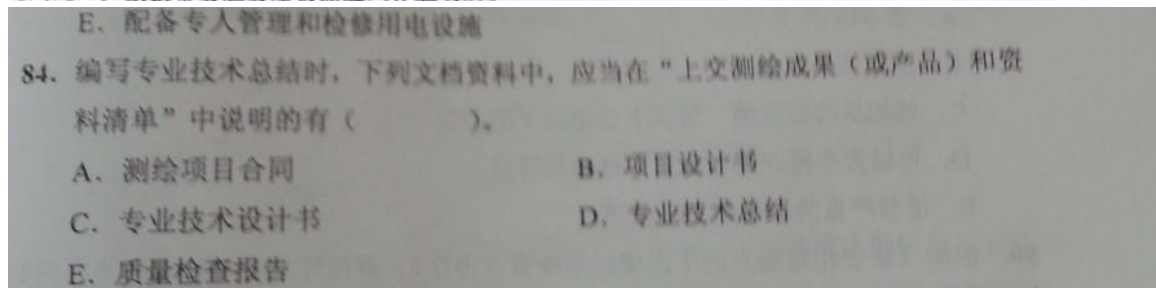 E、配备专人管理和检修用电设施
84．编写专业技术总结时，下列文档资料中，应当在“上交测绘成果（或产品）和资
料清单”中说明的有（　　）。
A、测绘项目合同 B、项目设计书
C、专业技术设计书 D、专业技术总结
E、质量检查报告